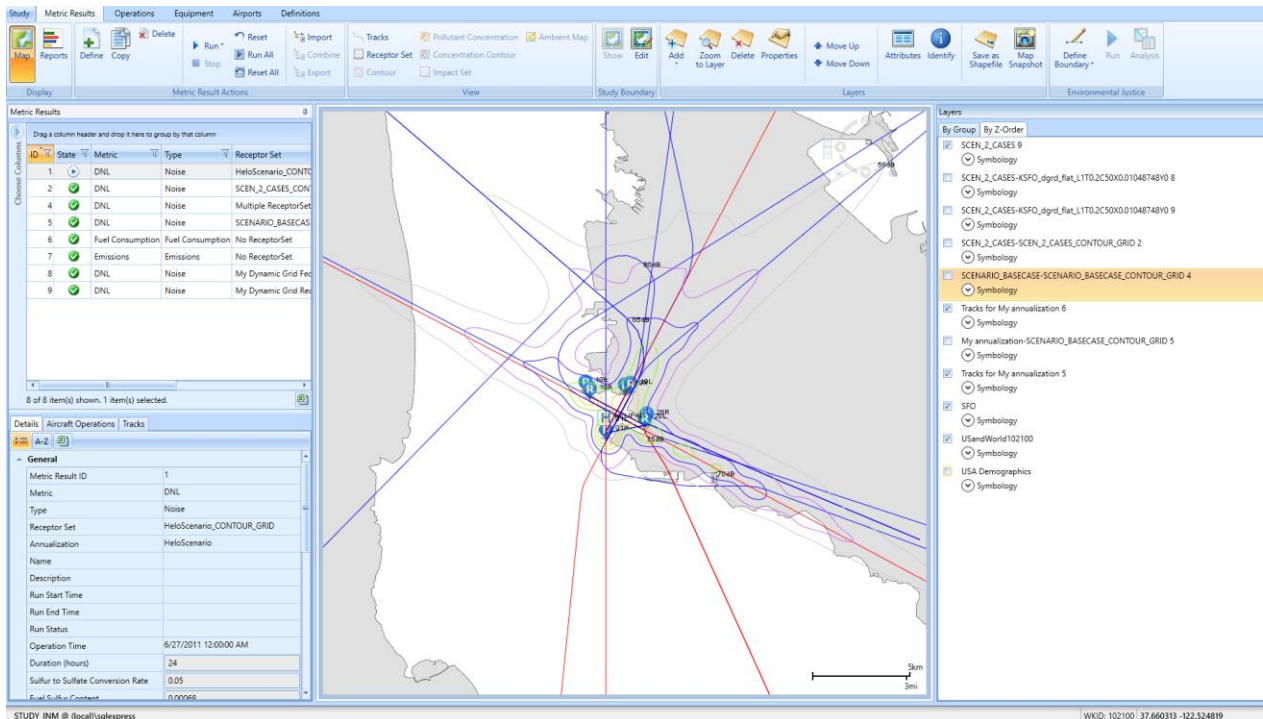 Study Metric Results Operations Equipment Airports Definitions
Map Reports Define Copy Delete Run Stop Reset Run All Reset All Import Combine Export
Tracks Receptor Set Contour Pollutant Concentration Concentration Contour Impact Set Ambient Map
Show Edit Add Zoom to Layer Delete Properties Move Up Move Down Attributes Identify Save as Shapefile Map Snapshot Define Boundary Run Analysis
Display Metric Result Actions View Study Boundary Layers Environmental Justice
Metric Results
Choose Columns
Drag a column header and drop it here to group by that column
ID State Metric Type Receptor Set
1 DNL Noise HeloScenario_CONTC
2 DNL Noise SCEN_2_CASES_CON
4 DNL Noise Multiple ReceptorSet
5 DNL Noise SCENARIO_BASECAS
6 Fuel Consumption Fuel Consumption No ReceptorSet
7 Emissions Emissions No ReceptorSet
8 DNL Noise My Dynamic Grid Rec
9 DNL Noise My Dynamic Grid Rec
8 of 8 item(s) shown. 1 item(s) selected.
Details Aircraft Operations Tracks
A-Z
General
Metric Result ID 1
Metric DNL
Type Noise
Receptor Set HeloScenario_CONTOUR_GRID
Annualization HeloScenario
Name
Description
Run Start Time
Run End Time
Run Status
Operation Time 6/27/2011 12:00:00 AM
Duration (hours) 24
Sulfur to Sulfate Conversion Rate 0.05
Fuel Sulfur Content 0.00068
60dB
65dB
75dB
70dB
5km
3mi
Layers
By Group By Z-Order
SCEN_2_CASES 9
Symbology
SCEN_2_CASES-KSFO_dgrd_flat_L1T0.2C50X0.01048748Y0 8
Symbology
SCEN_2_CASES-KSFO_dgrd_flat_L1T0.2C50X0.01048748Y0 9
Symbology
SCEN_2_CASES-SCEN_2_CASES_CONTOUR_GRID 2
Symbology
SCENARIO_BASECASE-SCENARIO_BASECASE_CONTOUR_GRID 4
Symbology
Tracks for My annualization 6
Symbology
My annualization-SCENARIO_BASECASE_CONTOUR_GRID 5
Symbology
Tracks for My annualization 5
Symbology
SFO
Symbology
USandWorld102100
Symbology
USA Demographics
Symbology
STUDY_INM @ (local)\sqlexpress
WKID: 102100 37.660313 -122.524819